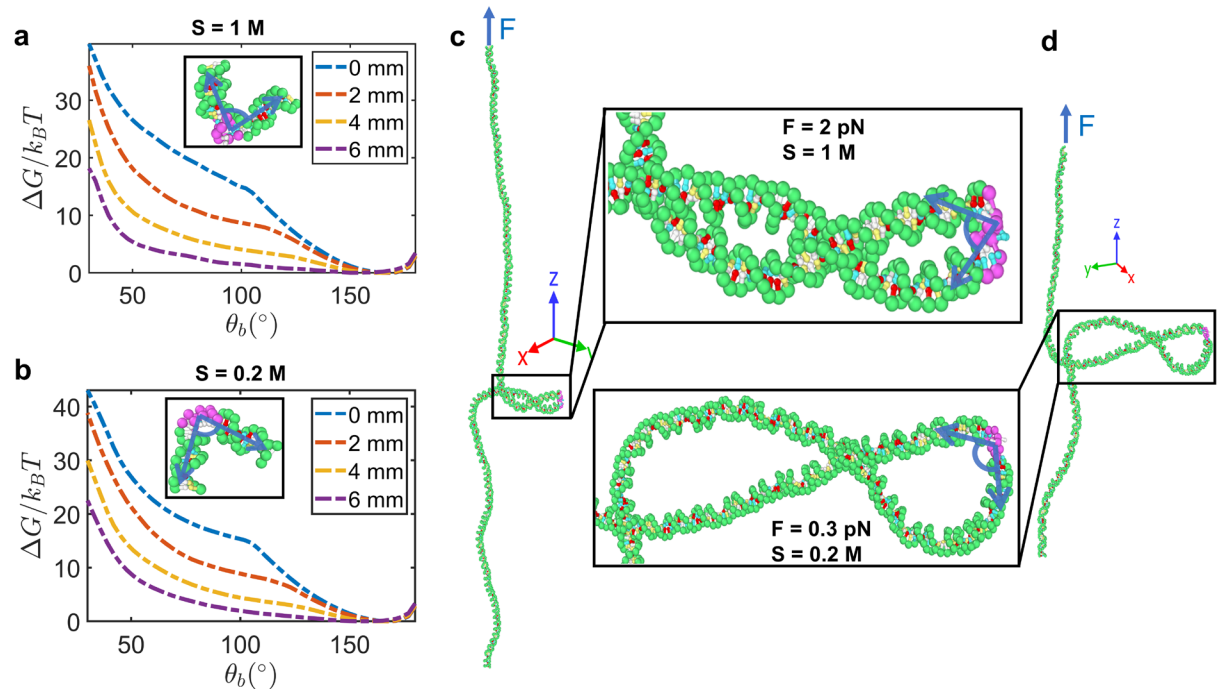 a
S = 1 M
ΔG/k_BT
30
20
10
0
50
100
150
θ_b(°)
0 mm
2 mm
4 mm
6 mm
b
S = 0.2 M
ΔG/k_BT
40
30
20
10
0
50
100
150
θ_b(°)
0 mm
2 mm
4 mm
6 mm
c
F
F = 2 pN
S = 1 M
z
x
d
F
z
y
x
F = 0.3 pN
S = 0.2 M